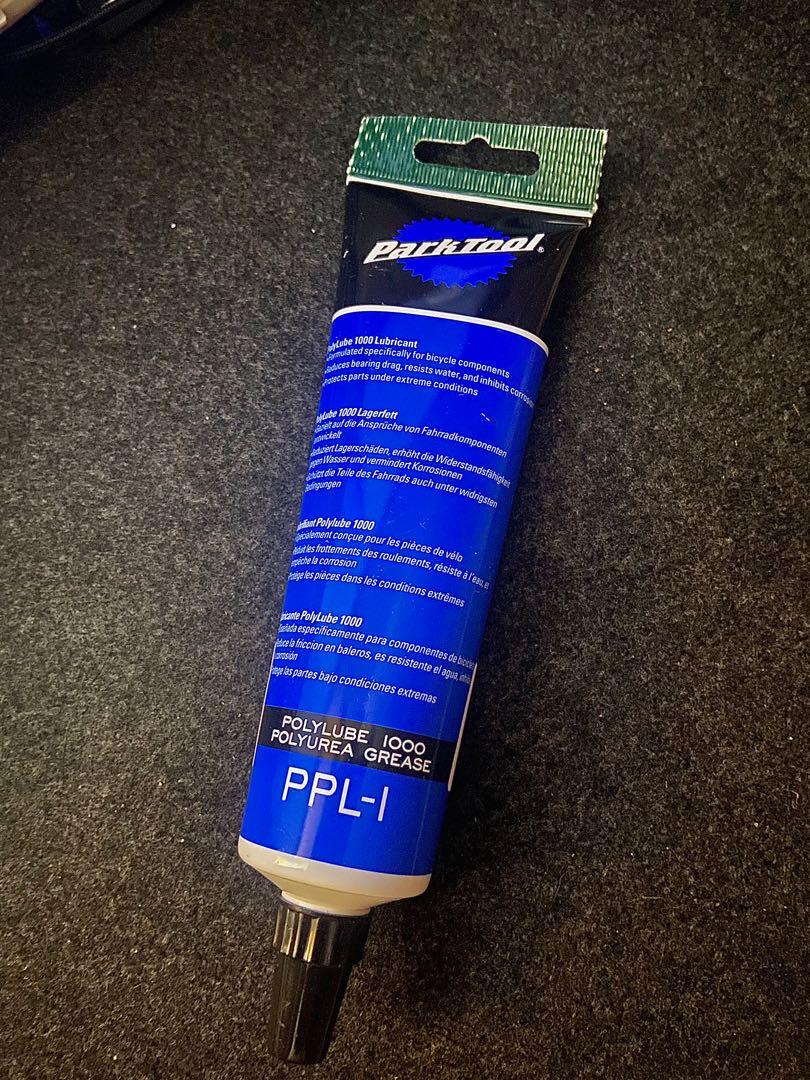 ParkTool®
PolyLube 1000 Lubricant
•Formulated specifically for bicycle components
•Reduces bearing drag, resists water, and inhibits corrosion
•Protects parts under extreme conditions
PolyLube 1000 Lagerfett
•Gezielt auf die Ansprüche von Fahrradkomponenten
entwickelt
•Reduziert Lagerschäden, erhöht die Widerstandsfähigkeit
gegen Wasser und vermindert Korrosionen
•Schützt die Teile des Fahrrads auch unter widrigsten
Bedingungen
Polylube 1000
•Spécialement conçue pour les pièces de vélo
Réduit les frottements des roulements, résiste à l'eau, et
empêche la corrosion
Protège les pièces dans les conditions extrêmes
PolyLube 1000
Diseñada específicamente para componentes de
Reduce la friccion en baleros, es resistente el agua,
corrosión
Protege las partes bajo condiciones extremas
POLYLUBE 1000
POLYUREA GREASE
PPL-1